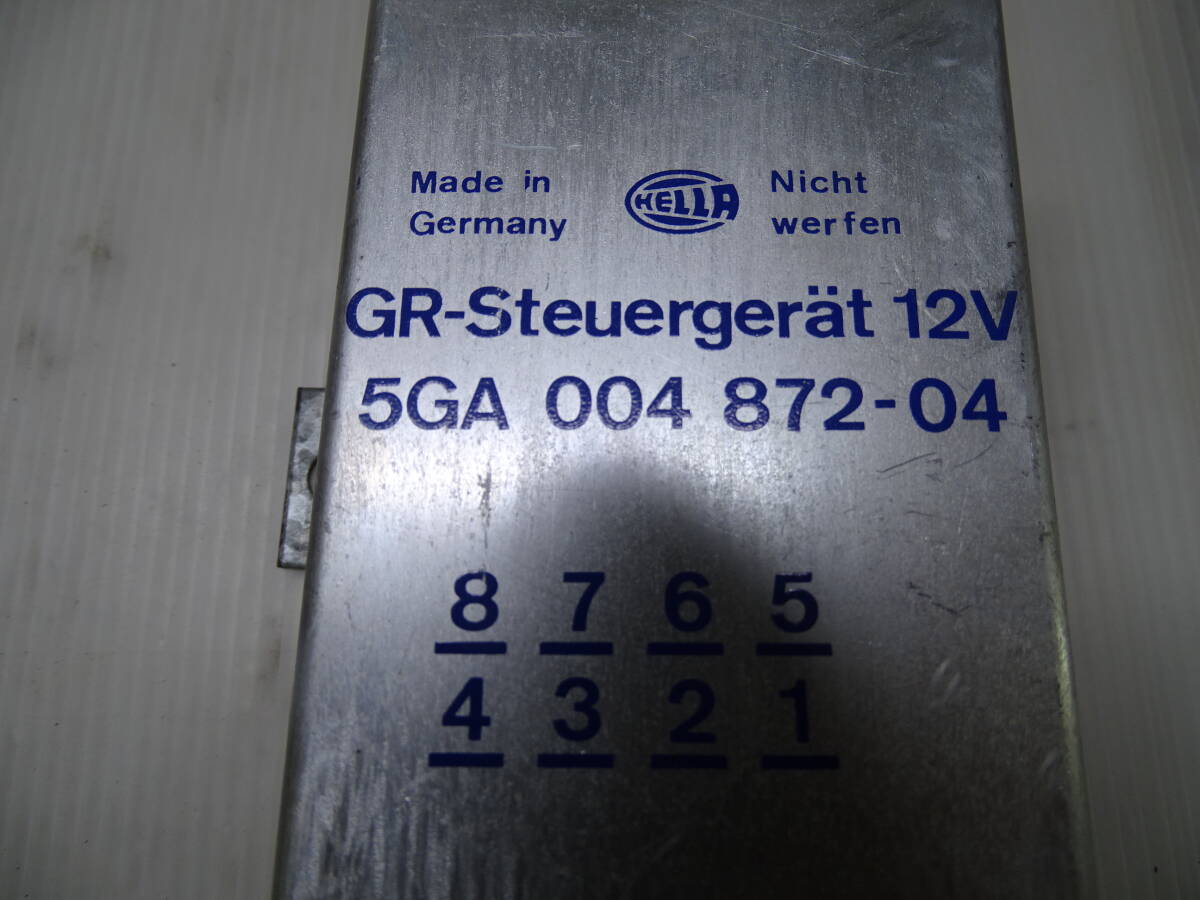 Made in
Germany
HELLA
Nicht
werfen
GR-Steuergerät 12V
5GA 004 872-04
8 7 6 5
4 3 2 1